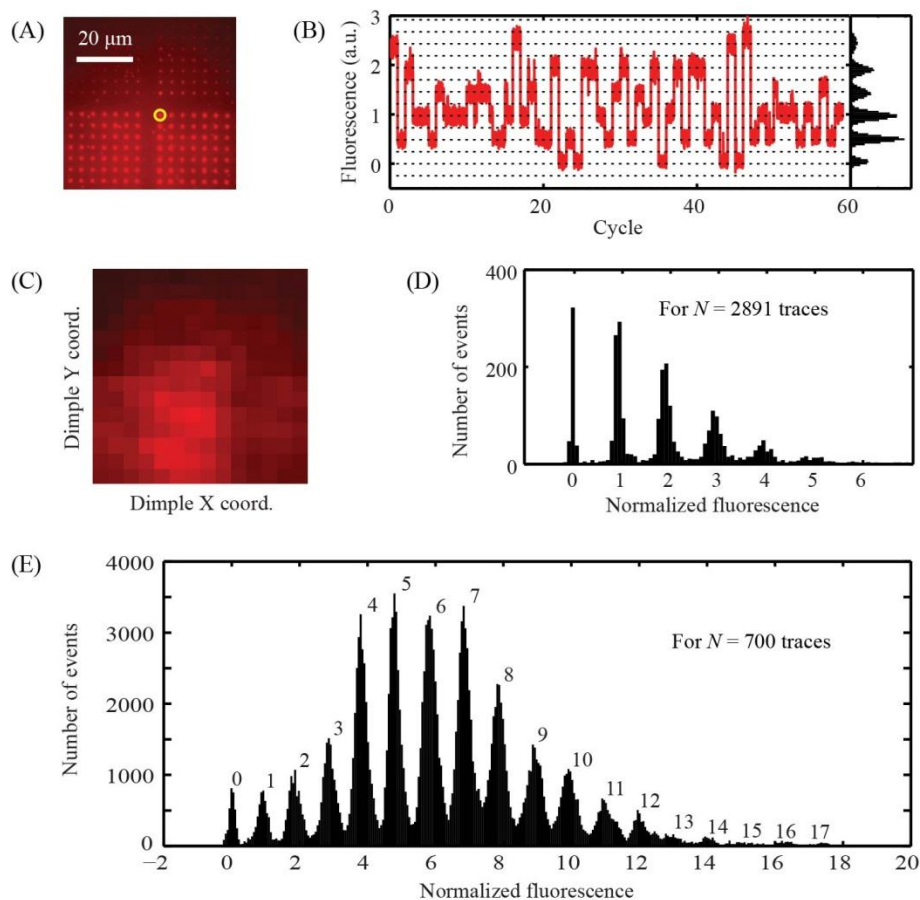 (A)
20 µm
(B)
Fluorescence (a.u.)
3
2
1
0
0 20 40 60
Cycle
(C)
Dimple Y coord.
Dimple X coord.
(D)
Number of events
400
200
0
For N = 2891 traces
0 1 2 3 4 5 6
Normalized fluorescence
(E)
Number of events
4000
3000
2000
1000
0
For N = 700 traces
0 1 2 3 4 5 6 7 8 9 10 11 12 13 14 15 16 17
−2 0 2 4 6 8 10 12 14 16 18 20
Normalized fluorescence